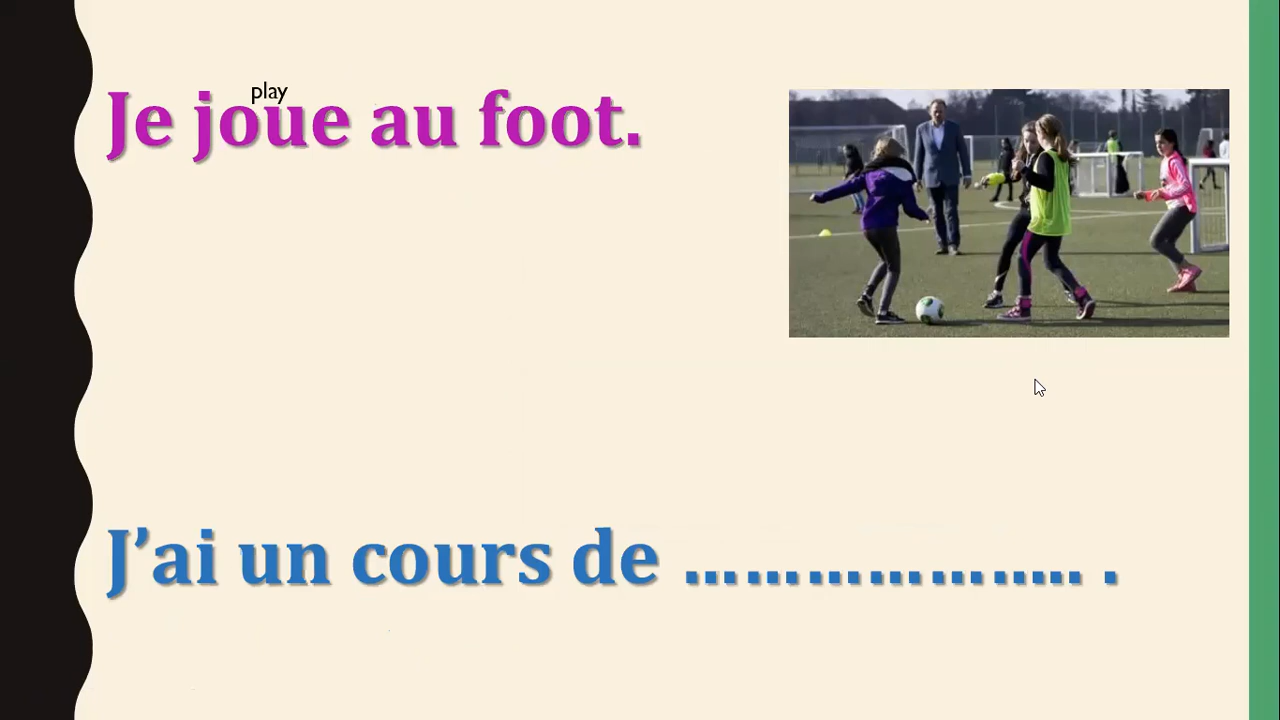 play
Je joue au foot.
J’ai un cours de ……………….. .